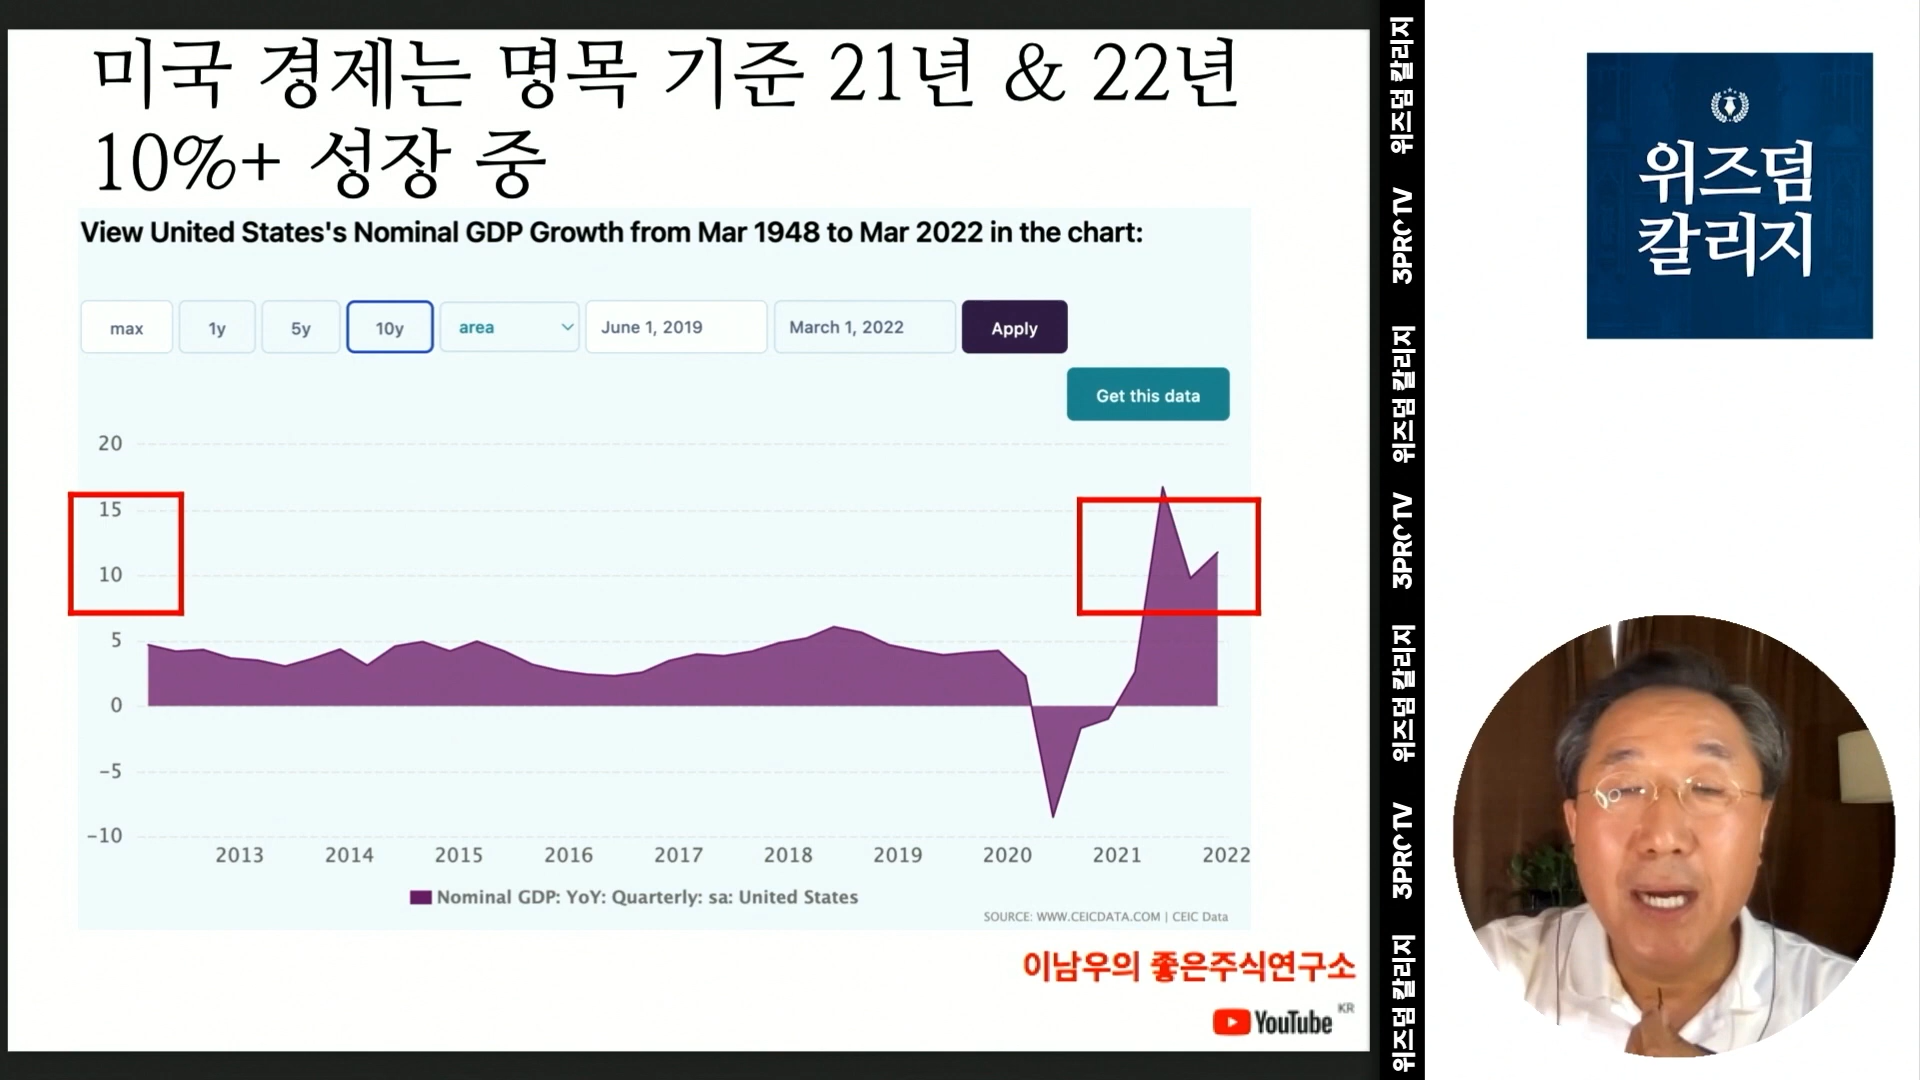 미국 경제는 명목 기준 21년 & 22년
10%+ 성장 중
View United States's Nominal GDP Growth from Mar 1948 to Mar 2022 in the chart:
max 1y 5y 10y area June 1, 2019 March 1, 2022 Apply
Get this data
20
15
10
5
0
-5
-10
2013 2014 2015 2016 2017 2018 2019 2020 2021 2022
Nominal GDP: YoY: Quarterly: sa: United States
SOURCE: WWW.CEICDATA.COM | CEIC Data
이남우의 좋은주식연구소
YouTube KR
위즈덤 칼리지
3PROTV
위즈덤 칼리지
3PROTV
위즈덤 칼리지
3PROTV
위즈덤 칼리지
위즈덤
칼리지